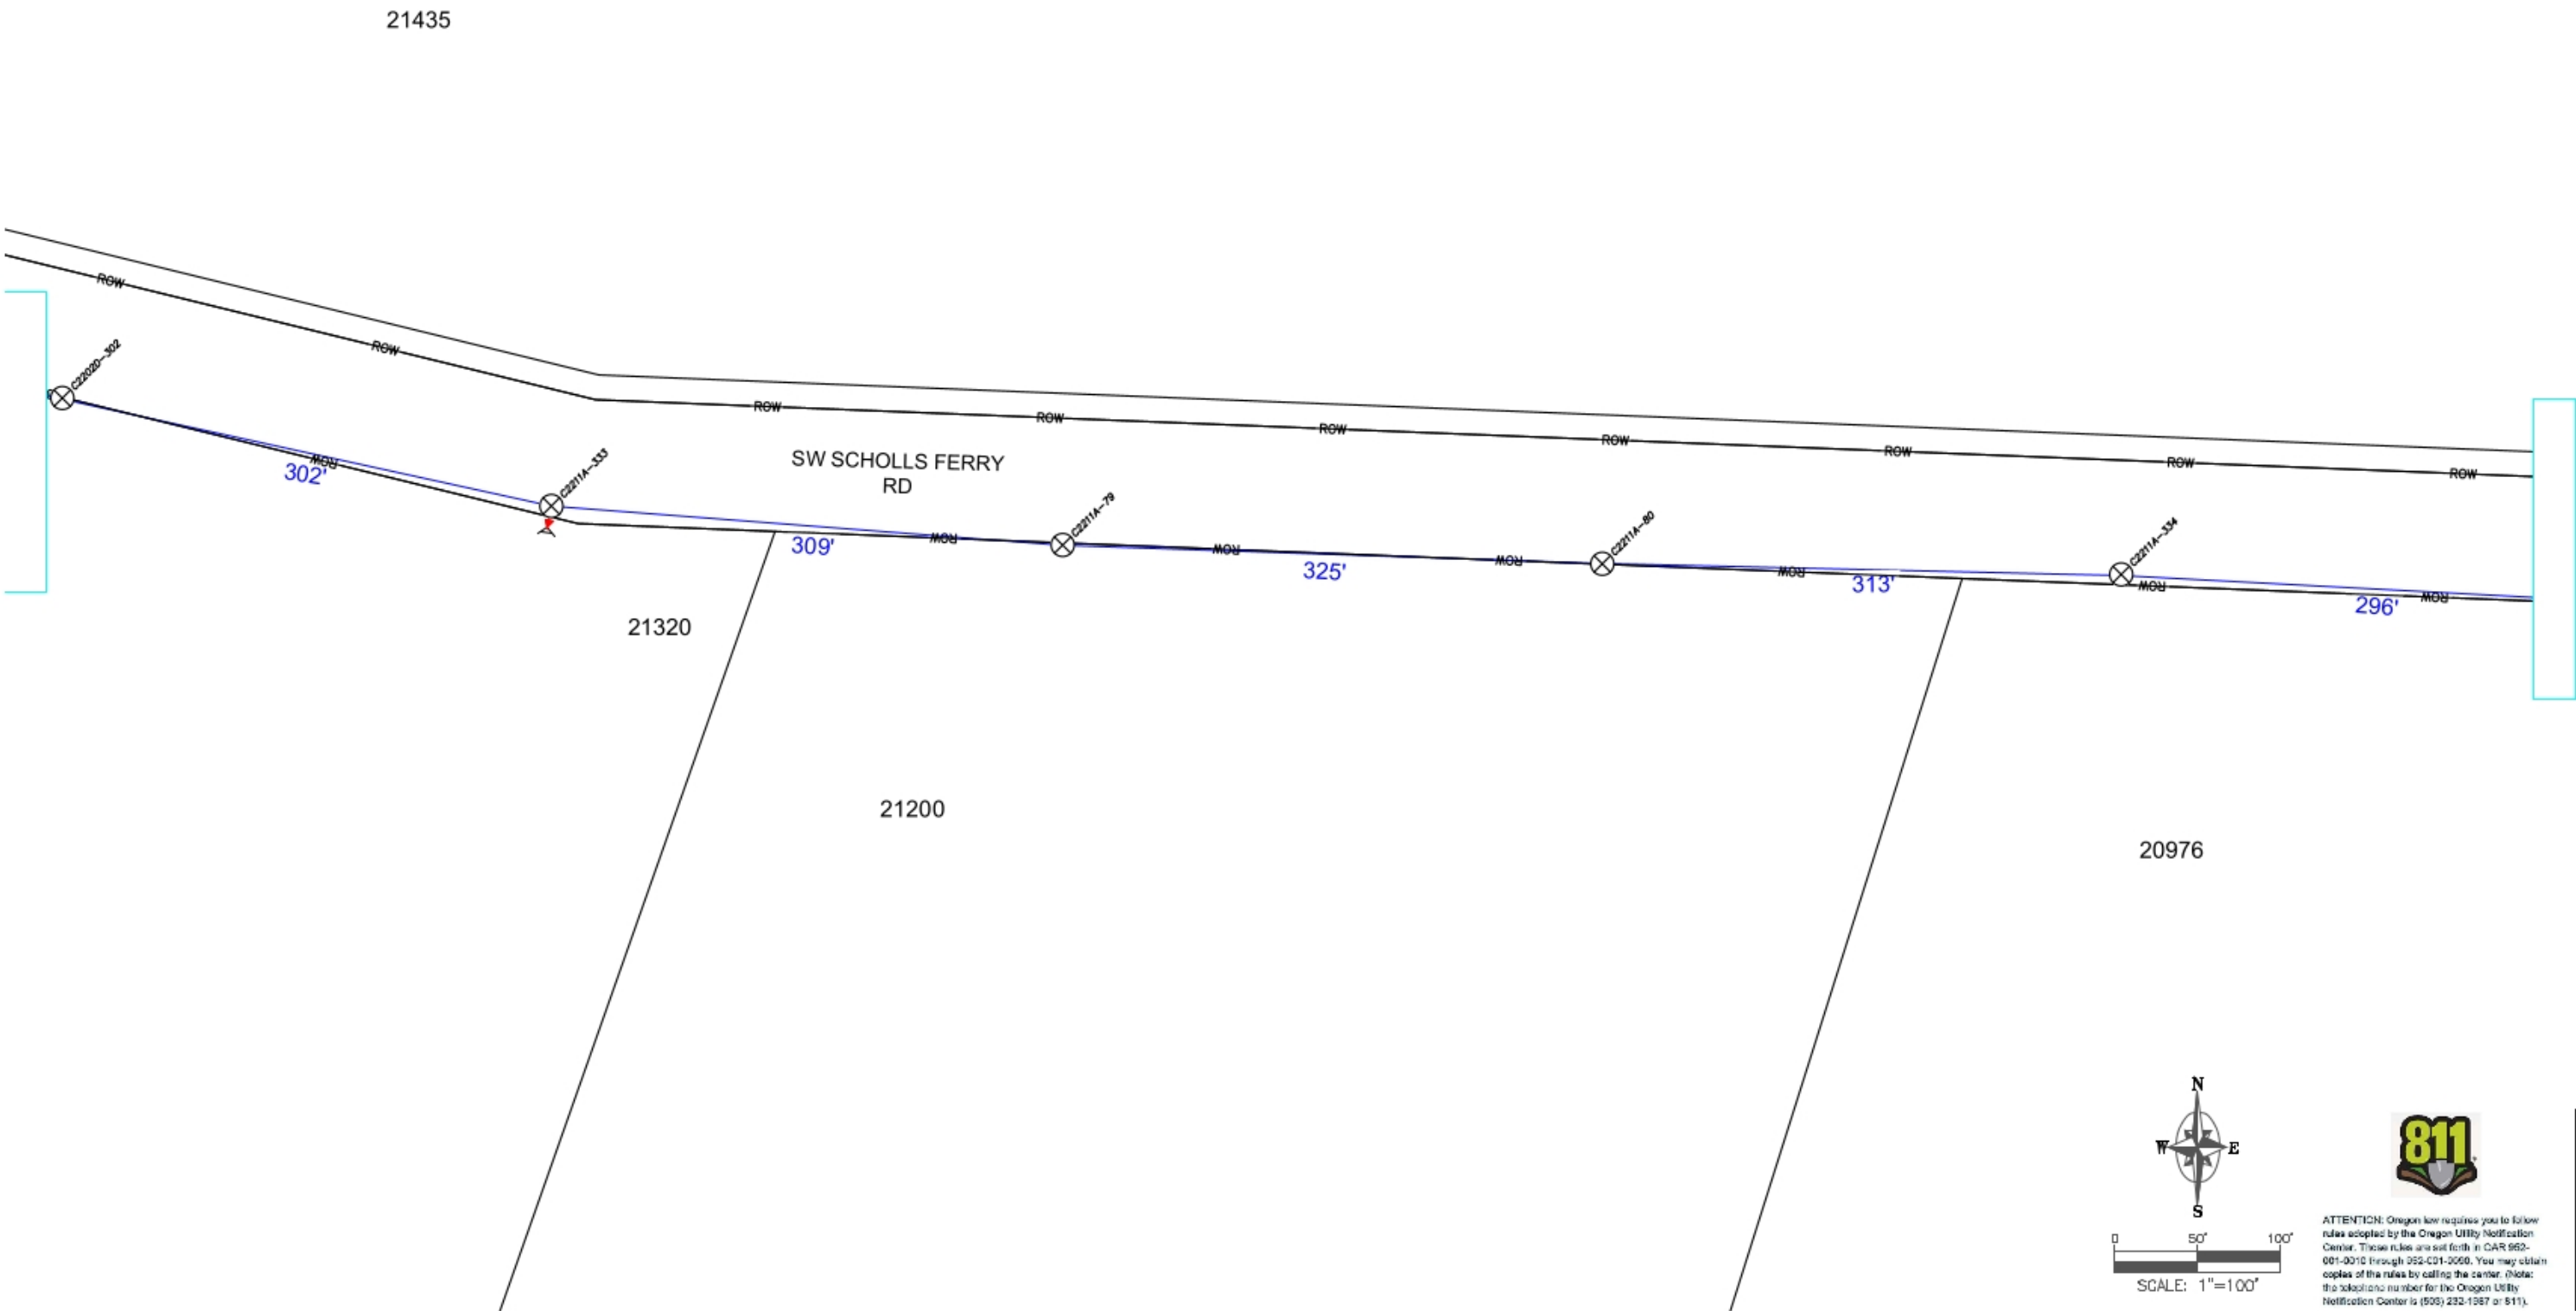 21435
ROW
ROW
C2202D-302
ROW
302'
C2211A-333
ROW
ROW
ROW
ROW
ROW
ROW
ROW
SW SCHOLLS FERRY
RD
C2211A-79
C2211A-80
C2211A-334
ROW
309'
ROW
325'
ROW
ROW
313'
ROW
296'
ROW
21320
21200
20976
N
W
E
S
811
0 50' 100'
SCALE: 1"=100'
ATTENTION: Oregon law requires you to follow
rules adopted by the Oregon Utility Notification
Center. Those rules are set forth in OAR 952-
001-0010 through 952-001-0090. You may obtain
copies of the rules by calling the center. (Note:
the telephone number for the Oregon Utility
Notification Center is (503) 232-1987 or 811).